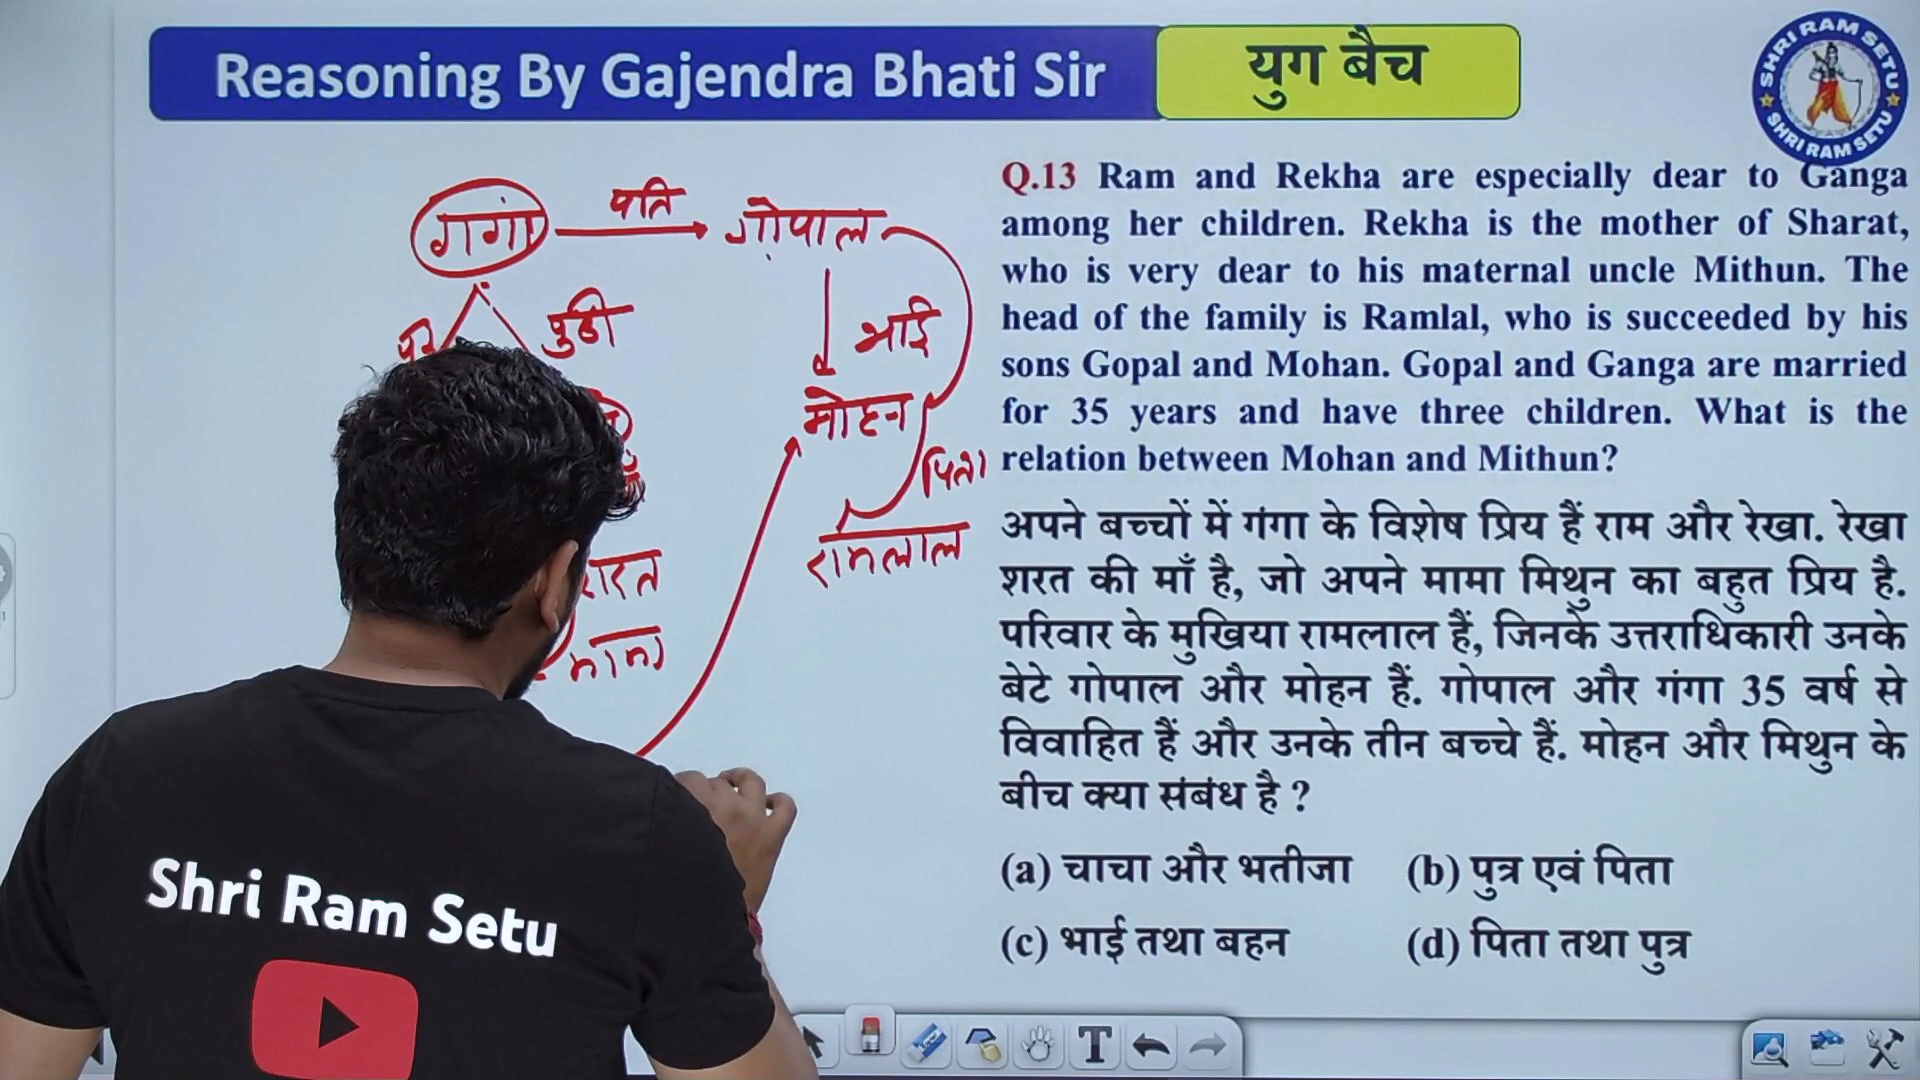 Reasoning By Gajendra Bhati Sir
युग बैच
SHRI RAM SETU
SHRI RAM SETU
Q.13 Ram and Rekha are especially dear to Ganga
among her children. Rekha is the mother of Sharat,
who is very dear to his maternal uncle Mithun. The
head of the family is Ramlal, who is succeeded by his
sons Gopal and Mohan. Gopal and Ganga are married
for 35 years and have three children. What is the
relation between Mohan and Mithun?
अपने बच्चों में गंगा के विशेष प्रिय हैं राम और रेखा. रेखा
शरत की माँ है, जो अपने मामा मिथुन का बहुत प्रिय है.
परिवार के मुखिया रामलाल हैं, जिनके उत्तराधिकारी उनके
बेटे गोपाल और मोहन हैं. गोपाल और गंगा 35 वर्ष से
विवाहित हैं और उनके तीन बच्चे हैं. मोहन और मिथुन के
बीच क्या संबंध है ?
(a) चाचा और भतीजा (b) पुत्र एवं पिता
(c) भाई तथा बहन (d) पिता तथा पुत्र
गगां पति गोपाल
भाई
मोहन
पिता
रामलाल
मामा
Shri Ram Setu
T